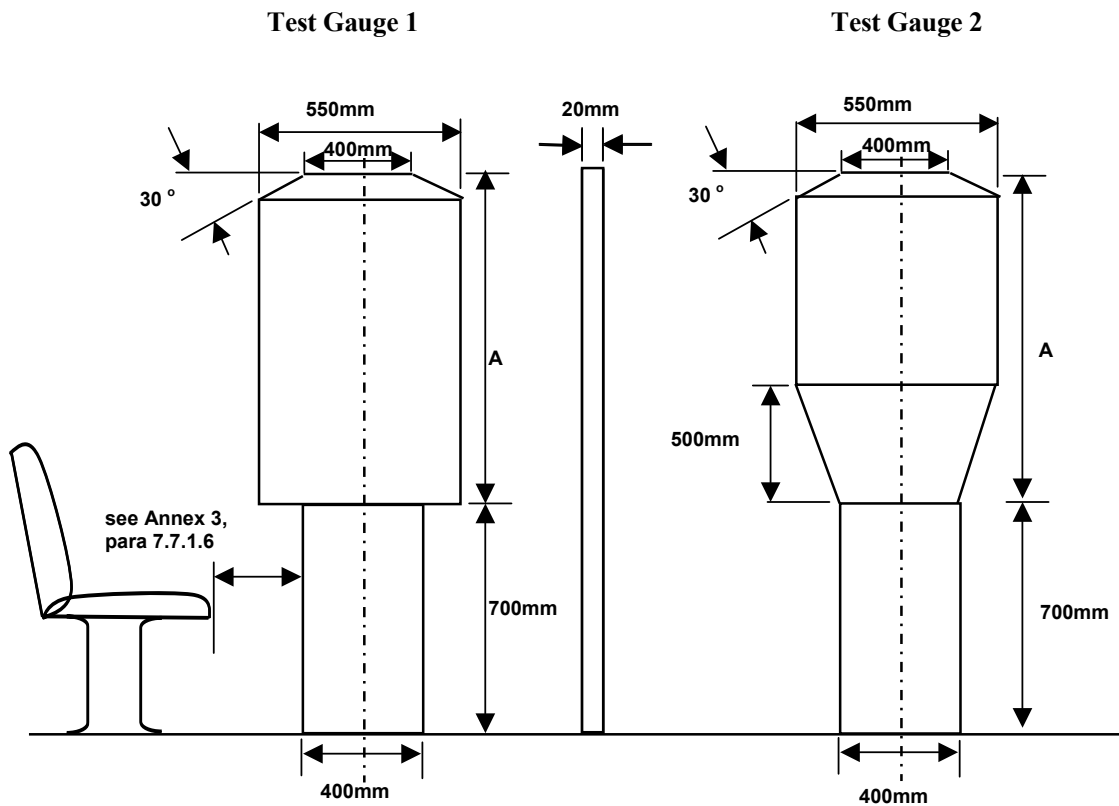 Test Gauge 1
Test Gauge 2
550mm
20mm
550mm
400mm
400mm
30 °
30 °
A
A
500mm
see Annex 3,
para 7.7.1.6
700mm
700mm
400mm
400mm